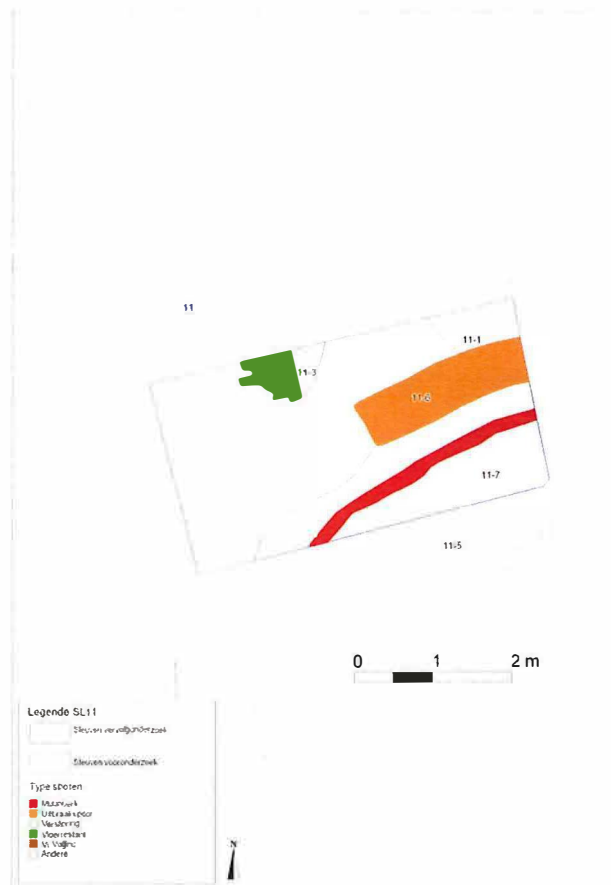 11
11-1
11-3
11-6
11-7
11-5
0 1 2 m
Legende SL11
Sleuven vervolgonderzoek
Sleuven vooronderzoek
Type sporen
Muurwerk
Uitbraakspoor
Verstoring
Vloerrestant
Andere
N